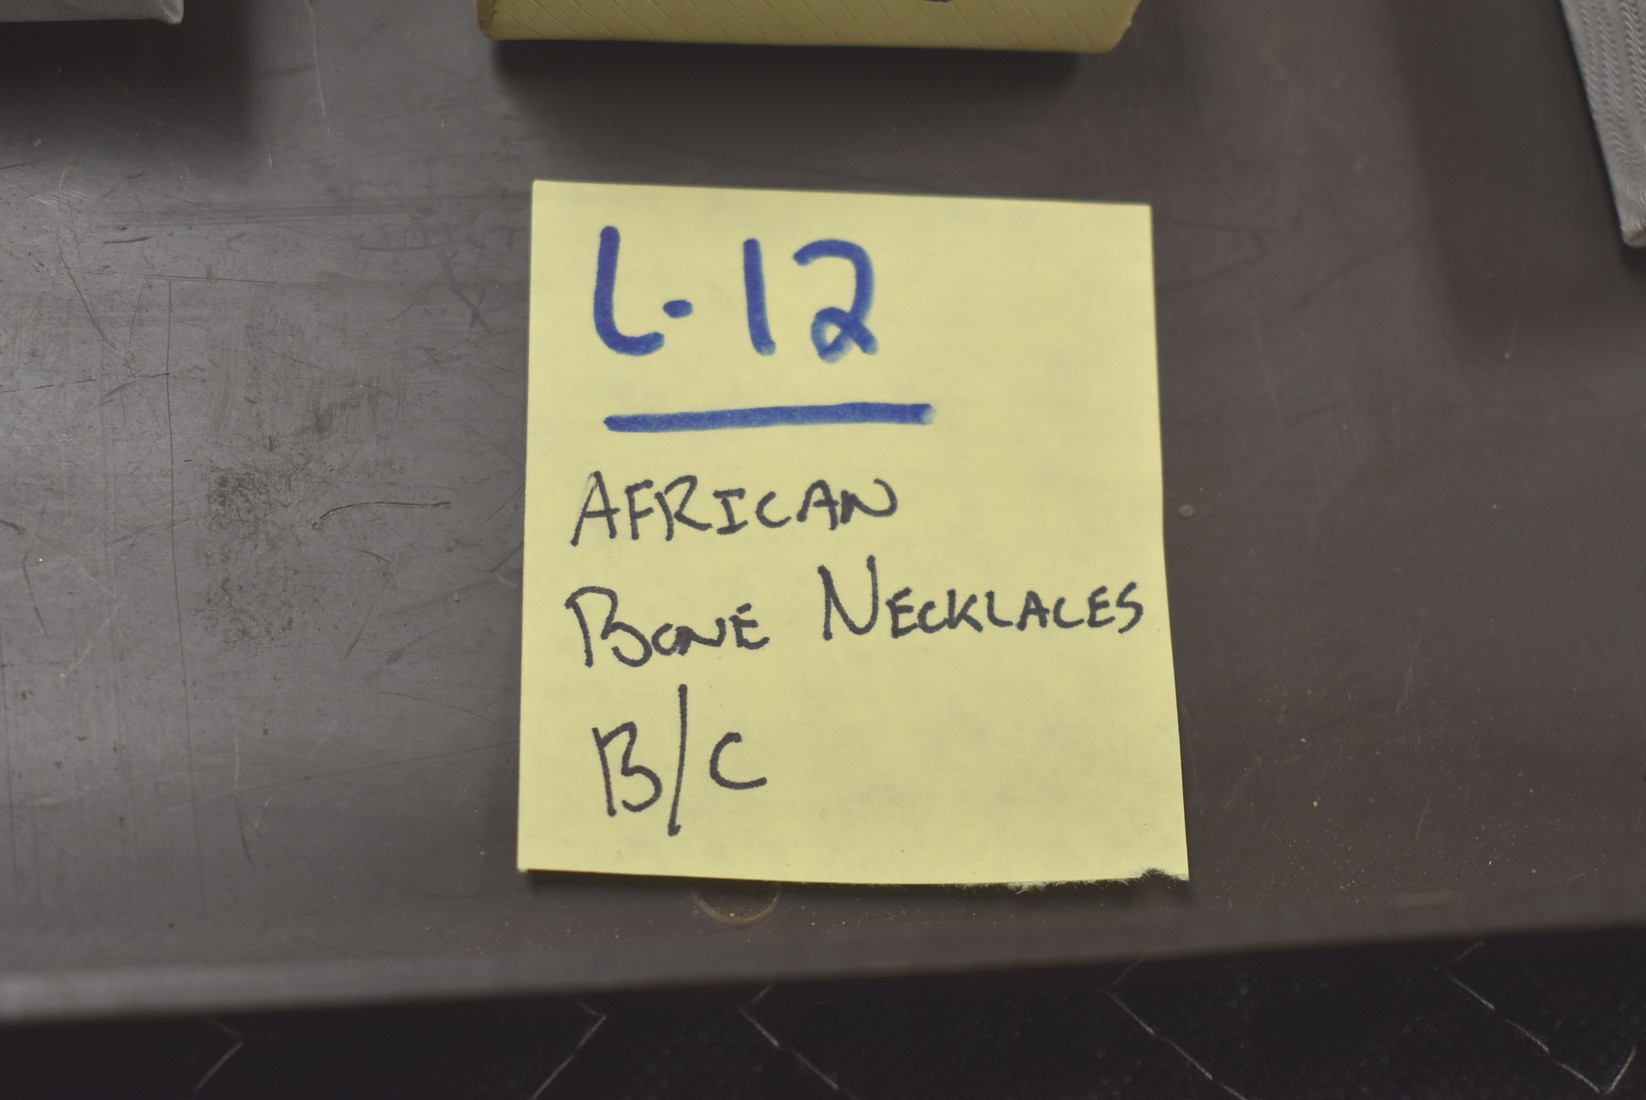 L-12
AFRICAN
BONE NECKLACES
B/C